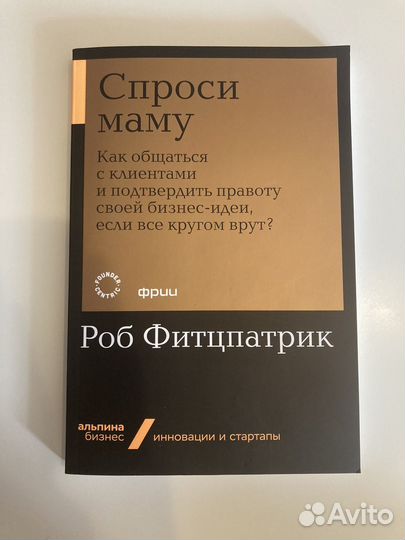 Спроси
маму
Как общаться
с клиентами
и подтвердить правоту
своей бизнес-идеи,
если все кругом врут?
FOUNDER
CENTRIC
фрии
Роб Фитцпатрик
альпина
бизнес
инновации и стартапы
Avito